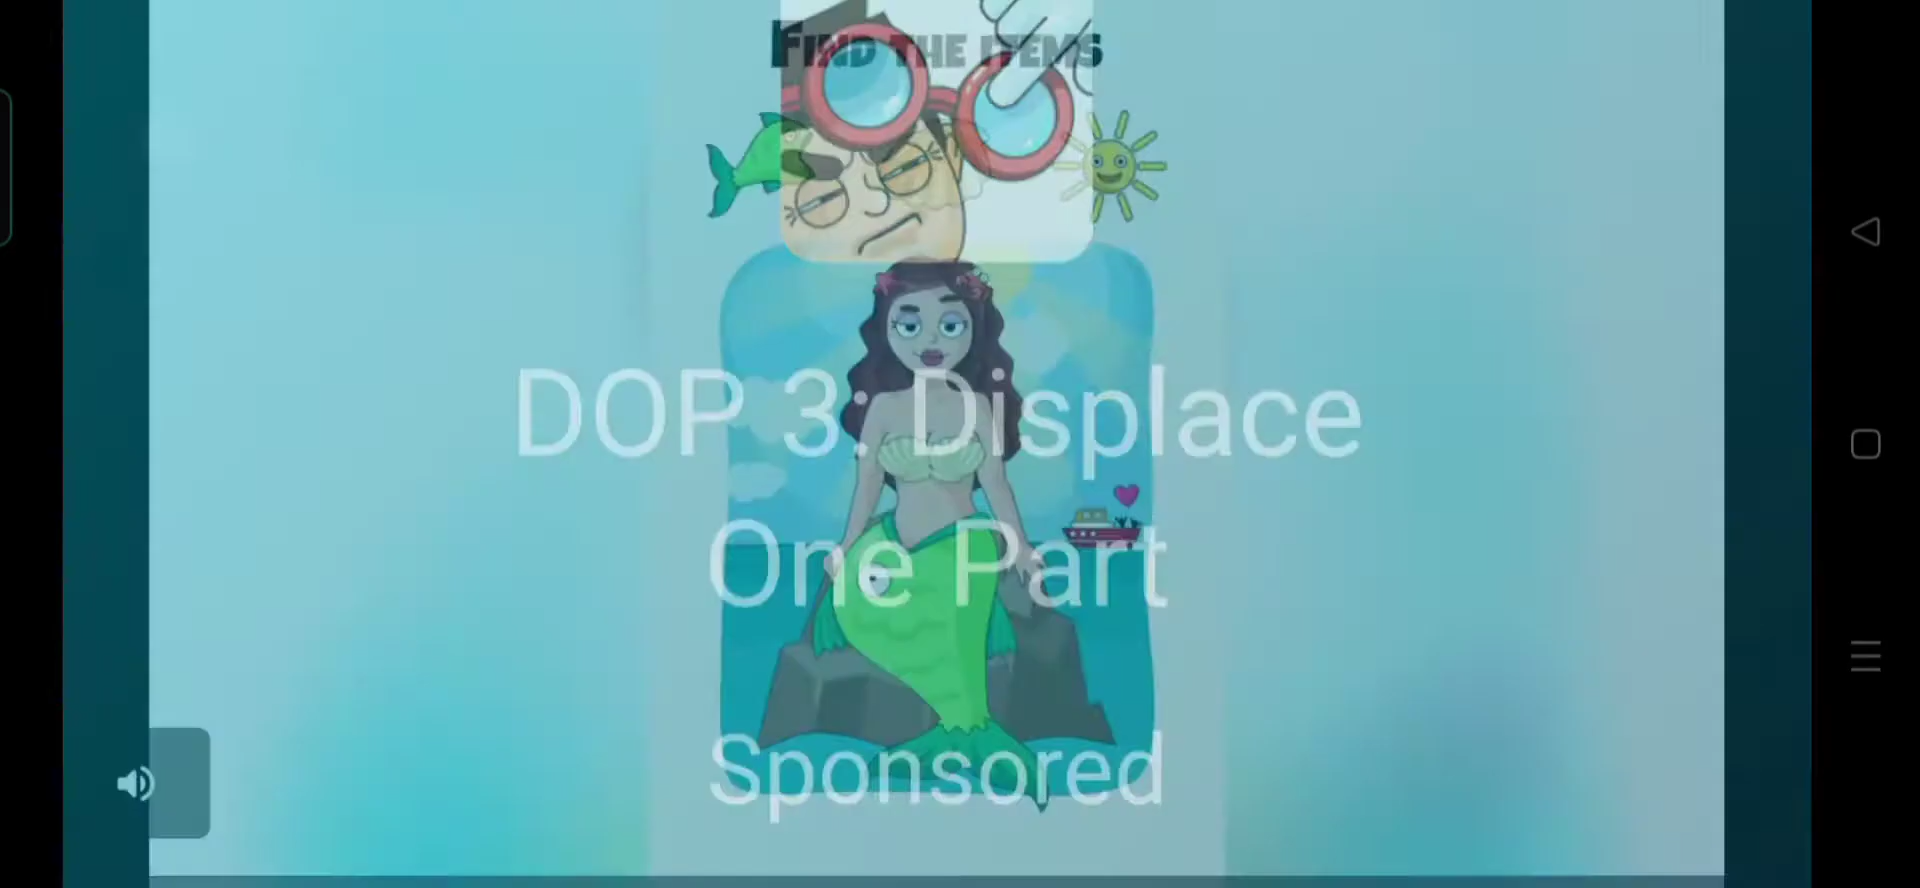 FIND THE ITEMS
DOP 3: Displace
One Part
Sponsored